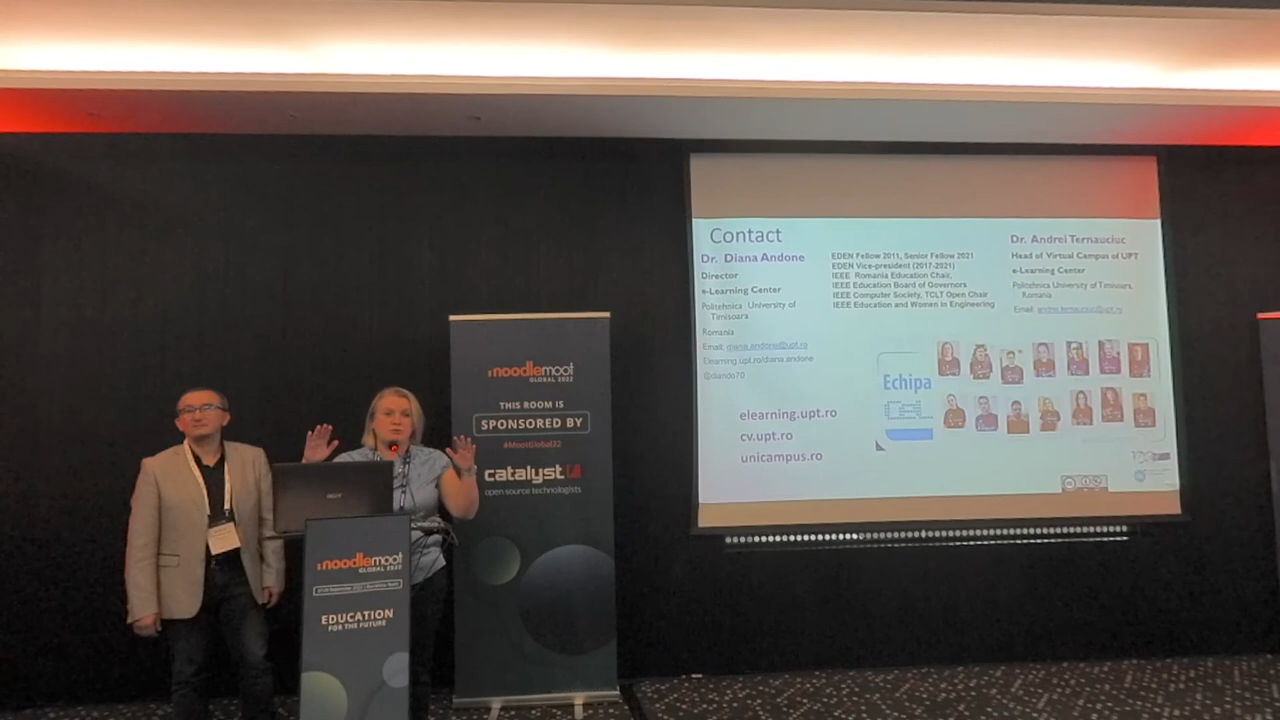 Contact
Dr. Diana Andone
Director
e-Learning Center
Politehnica University of
Timisoara
Romania
Email: diana.andone@upt.ro
Elearning.upt.ro/diana.andone
@diando70
EDEN Fellow 2011, Senior Fellow 2021
EDEN Vice-president (2017-2021)
IEEE Romania Education Chair,
IEEE Education Board of Governors
IEEE Computer Society, TCLT Open Chair
IEEE Education and Women in Engineering
Dr. Andrei Ternauciuc
Head of Virtual Campus of UPT
e-Learning Center
Politehnica University of Timisoara,
Romania
Email: andrei.ternauciuc@upt.ro
Echipa
elearning.upt.ro
cv.upt.ro
unicampus.ro
moodlemoot
GLOBAL 2022
THIS ROOM IS
SPONSORED BY
#MootGlobal22
catalyst
open source technologists
acer
moodlemoot
GLOBAL 2022
EDUCATION
FOR THE FUTURE